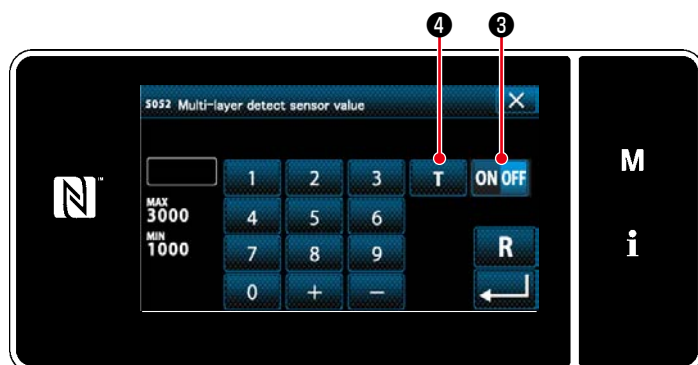 ❹ ❸
S052 Multi-layer detect sensor value
1 2 3 T ON OFF
MAX
3000
4 5 6
MIN
1000
7 8 9 R
0 + −
M
i
N